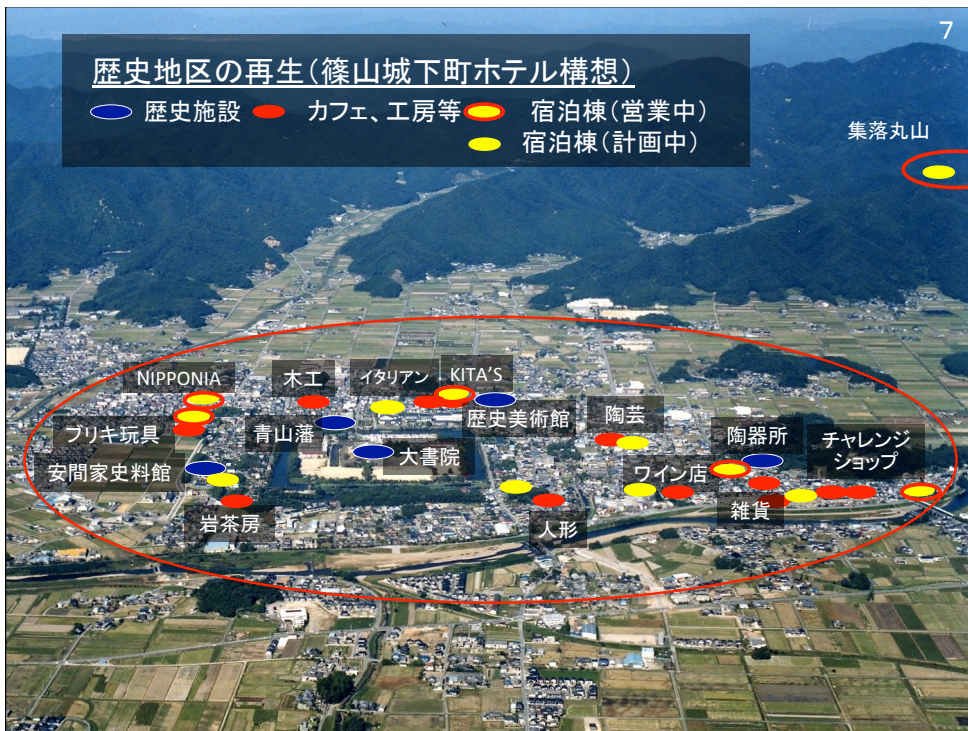 7
歴史地区の再生(篠山城下町ホテル構想)
歴史施設 カフェ、工房等 宿泊棟(営業中)
宿泊棟(計画中)
集落丸山
NIPPONIA
木工
イタリアン
KITA'S
ブリキ玩具
青山藩
歴史美術館
陶芸
陶器所
チャレンジ
ショップ
安間家史料館
大書院
ワイン店
岩茶房
人形
雑貨